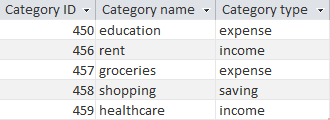 Category ID Category name Category type
450 education expense
456 rent income
457 groceries expense
458 shopping saving
459 healthcare income